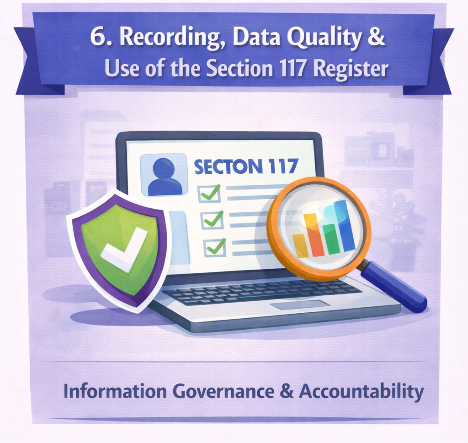 6. Recording, Data Quality &
Use of the Section 117 Register
SECTON 117
Information Governance & Accountability